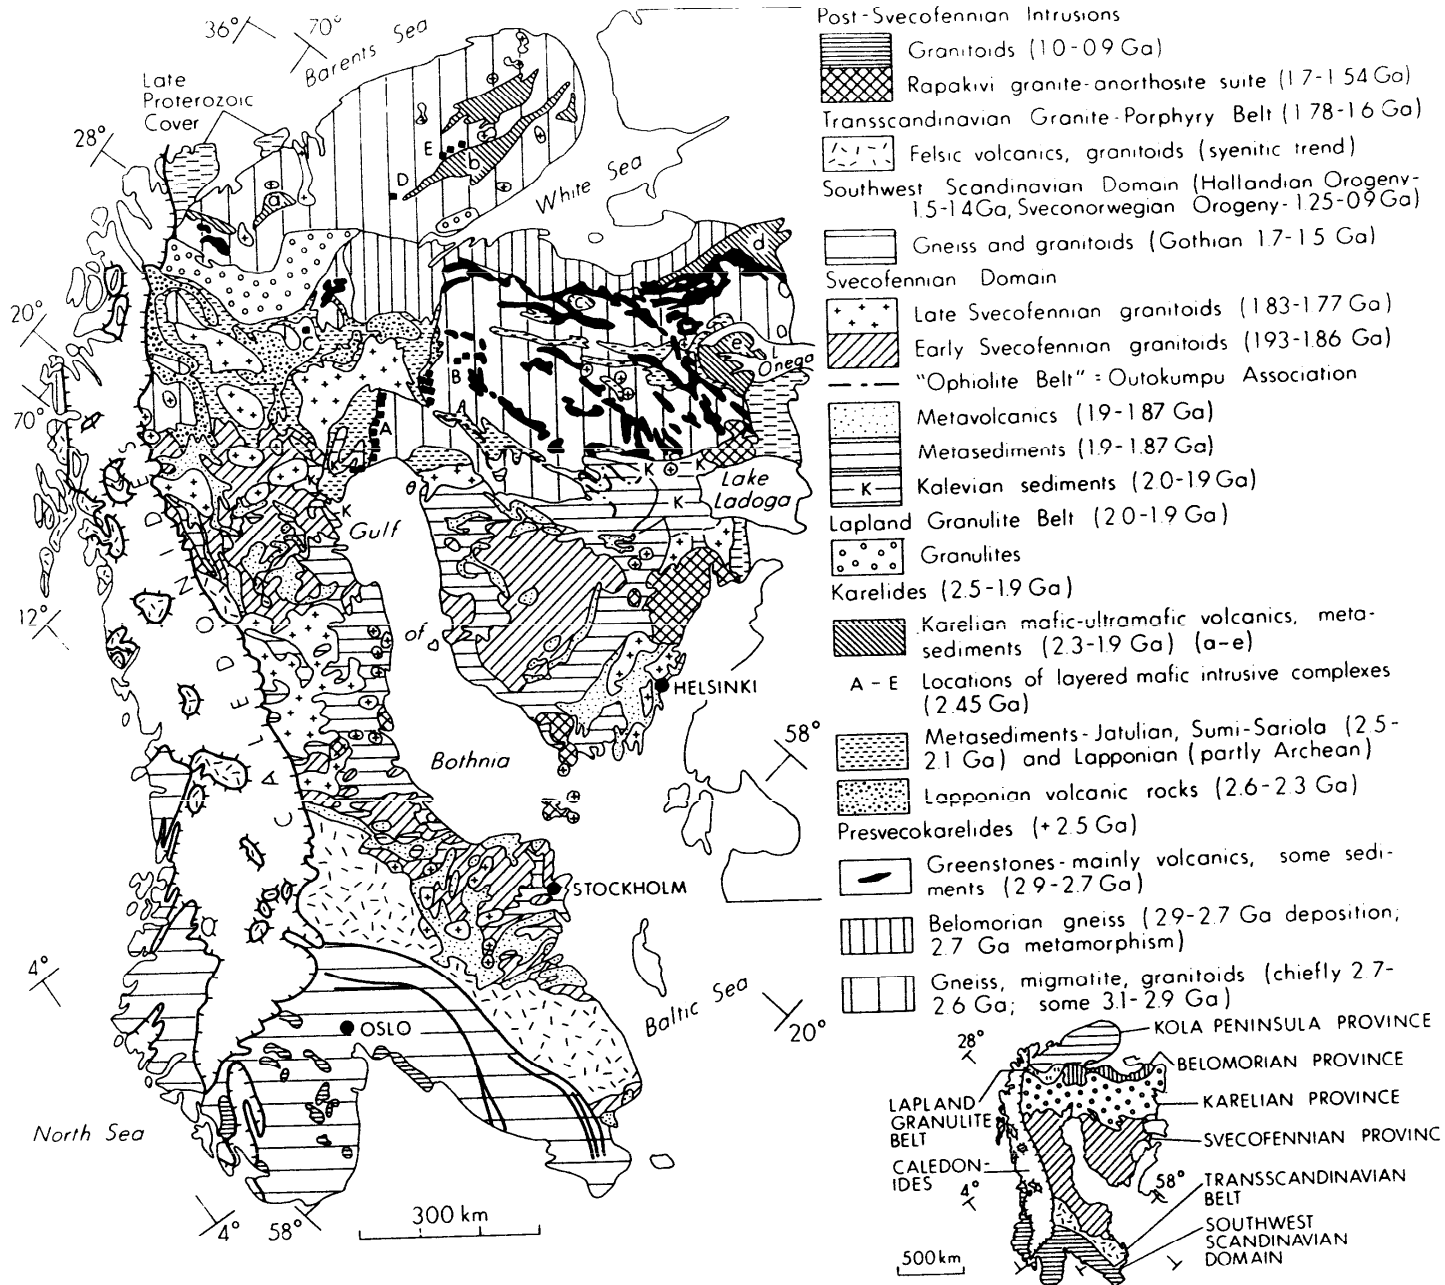 36°
70°
Barents Sea
Late
Proterozoic
Cover
28°
E
b
D
a
White Sea
d
20°
C
c
e
Onega
B
70°
A
K
K
K
K
K
K
Lake
Ladoga
Gulf
12°
of
HELSINKI
58°
Bothnia
CALEDONI
STOCKHOLM
4°
Baltic Sea
20°
OSLO
North Sea
4°
58°
300 km
Post-Svecofennian Intrusions
Granitoids (1.0-0.9 Ga)
Rapakivi granite-anorthosite suite (1.7-1.54 Ga)
Transscandinavian Granite-Porphyry Belt (1.78-1.6 Ga)
Felsic volcanics, granitoids (syenitic trend)
Southwest Scandinavian Domain (Hallandian Orogeny-
1.5-1.4 Ga, Sveconorwegian Orogeny-1.25-0.9 Ga)
Gneiss and granitoids (Gothian 1.7-1.5 Ga)
Svecofennian Domain
Late Svecofennian granitoids (1.83-1.77 Ga)
Early Svecofennian granitoids (1.93-1.86 Ga)
"Ophiolite Belt" = Outokumpu Association
Metavolcanics (1.9-1.87 Ga)
Metasediments (1.9-1.87 Ga)
K Kalevian sediments (2.0-1.9 Ga)
Lapland Granulite Belt (2.0-1.9 Ga)
Granulites
Karelides (2.5-1.9 Ga)
Karelian mafic-ultramafic volcanics, meta-
sediments (2.3-1.9 Ga) (a-e)
A - E Locations of layered mafic intrusive complexes
(2.45 Ga)
Metasediments-Jatulian, Sumi-Sariola (2.5-
2.1 Ga) and Lapponian (partly Archean)
Lapponian volcanic rocks (2.6-2.3 Ga)
Presvecokarelides (+2.5 Ga)
Greenstones-mainly volcanics, some sedi-
ments (2.9-2.7 Ga)
Belomorian gneiss (2.9-2.7 Ga deposition;
2.7 Ga metamorphism)
Gneiss, migmatite, granitoids (chiefly 2.7-
2.6 Ga; some 3.1-2.9 Ga)
28°
KOLA PENINSULA PROVINCE
BELOMORIAN PROVINCE
LAPLAND
GRANULITE
BELT
KARELIAN PROVINCE
SVECOFENNIAN PROVINC
CALEDON-
IDES
4°
58°
TRANSSCANDINAVIAN
BELT
SOUTHWEST
SCANDINAVIAN
DOMAIN
500 km